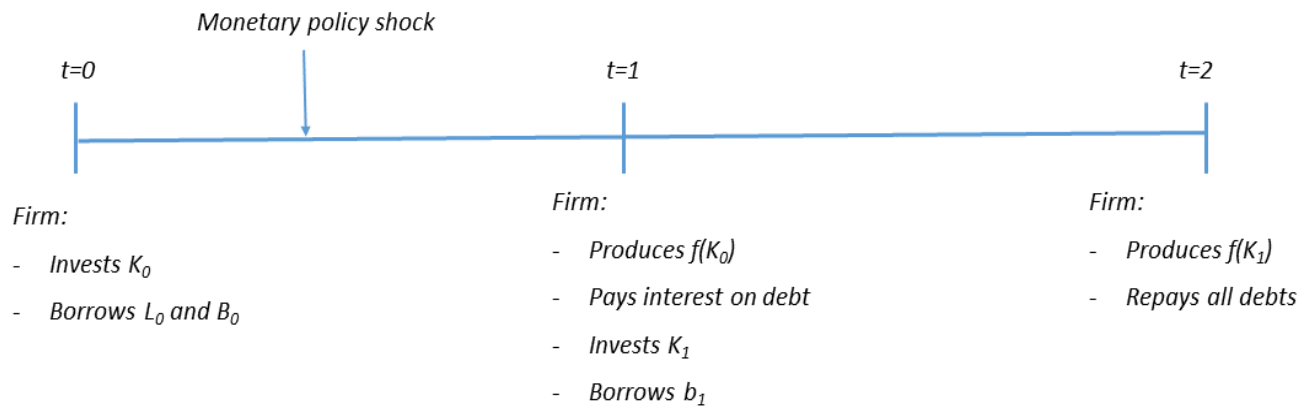 Monetary policy shock
t=0
t=1
t=2
Firm:
- Invests K₀
- Borrows L₀ and B₀
Firm:
- Produces f(K₀)
- Pays interest on debt
- Invests K₁
- Borrows b₁
Firm:
- Produces f(K₁)
- Repays all debts